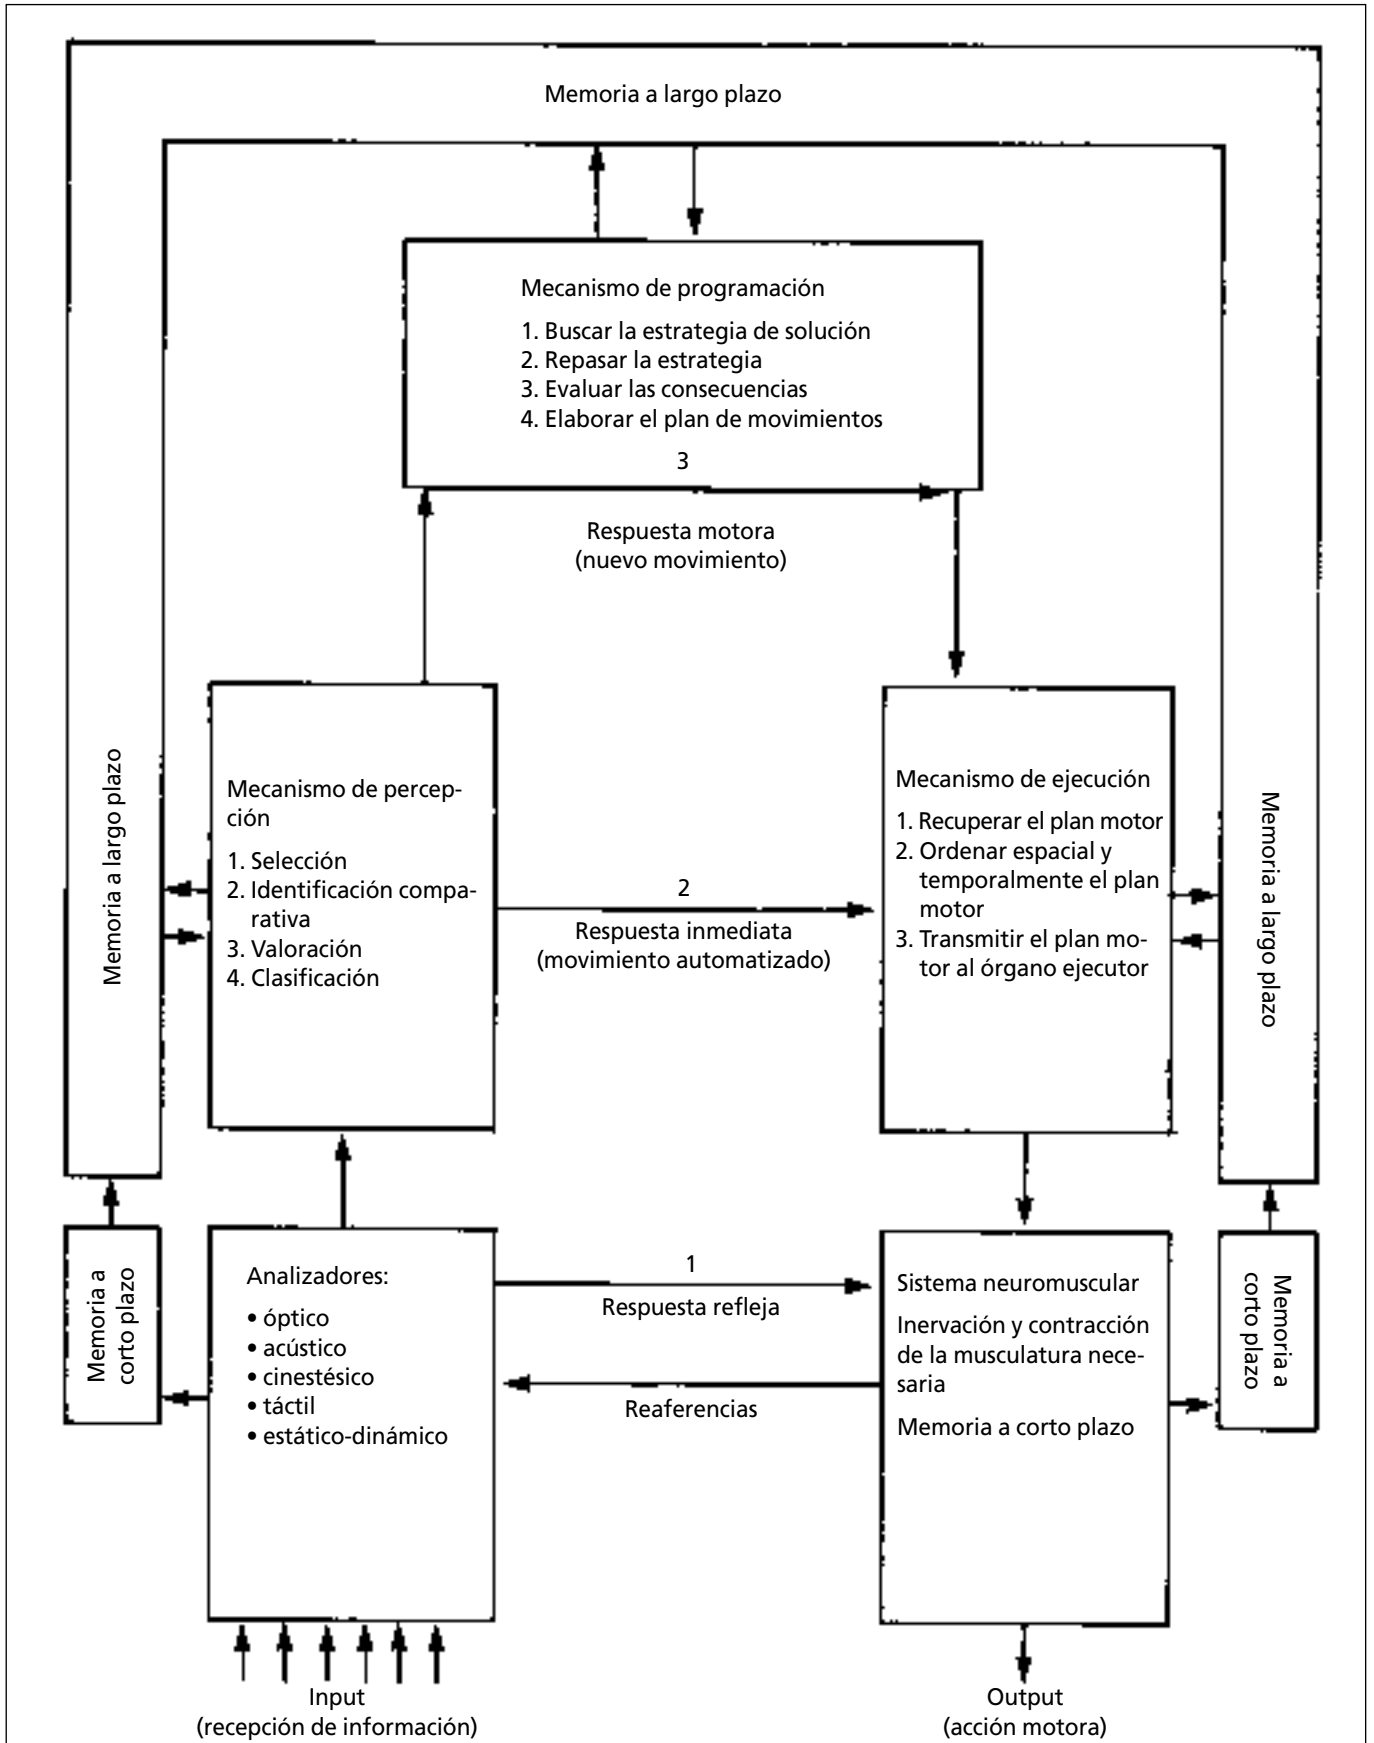 Memoria a largo plazo
Mecanismo de programación
1. Buscar la estrategia de solución
2. Repasar la estrategia
3. Evaluar las consecuencias
4. Elaborar el plan de movimientos
3
Respuesta motora
(nuevo movimiento)
Memoria a largo plazo
Mecanismo de percep-
ción
1. Selección
2. Identificación compa-
rativa
3. Valoración
4. Clasificación
2
Respuesta inmediata
(movimiento automatizado)
Mecanismo de ejecución
1. Recuperar el plan motor
2. Ordenar espacial y
temporalmente el plan
motor
3. Transmitir el plan mo-
tor al órgano ejecutor
Memoria a largo plazo
Memoria a
corto plazo
Analizadores:
• óptico
• acústico
• cinestésico
• táctil
• estático-dinámico
1
Respuesta refleja
Reaferencias
Sistema neuromuscular
Inervación y contracción
de la musculatura nece-
saria
Memoria a corto plazo
Memoria a
corto plazo
Input
(recepción de información)
Output
(acción motora)